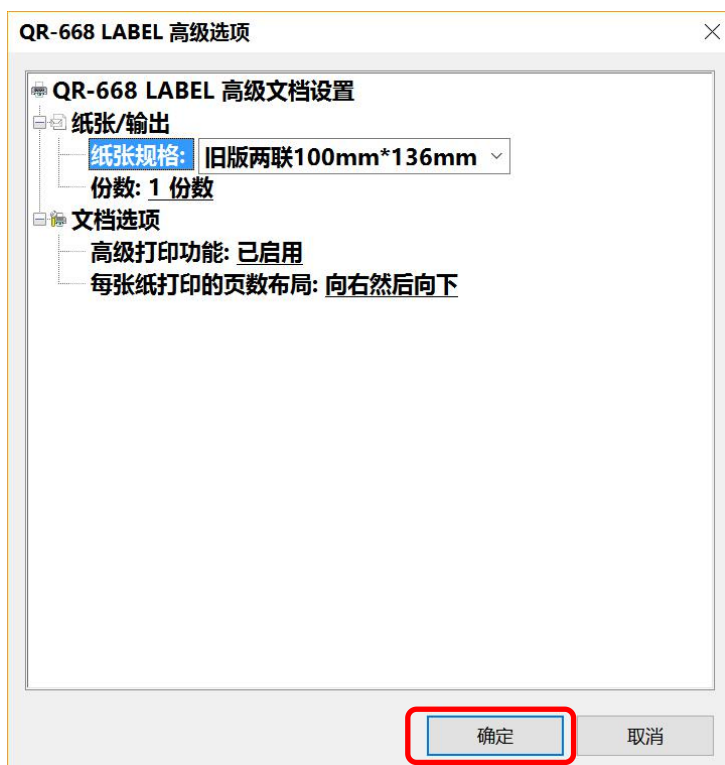 QR-668 LABEL 高级选项
QR-668 LABEL 高级文档设置
纸张/输出
纸张规格: 旧版两联100mm*136mm
份数: 1 份数
文档选项
高级打印功能: 已启用
每张纸打印的页数布局: 向右然后向下
确定 取消